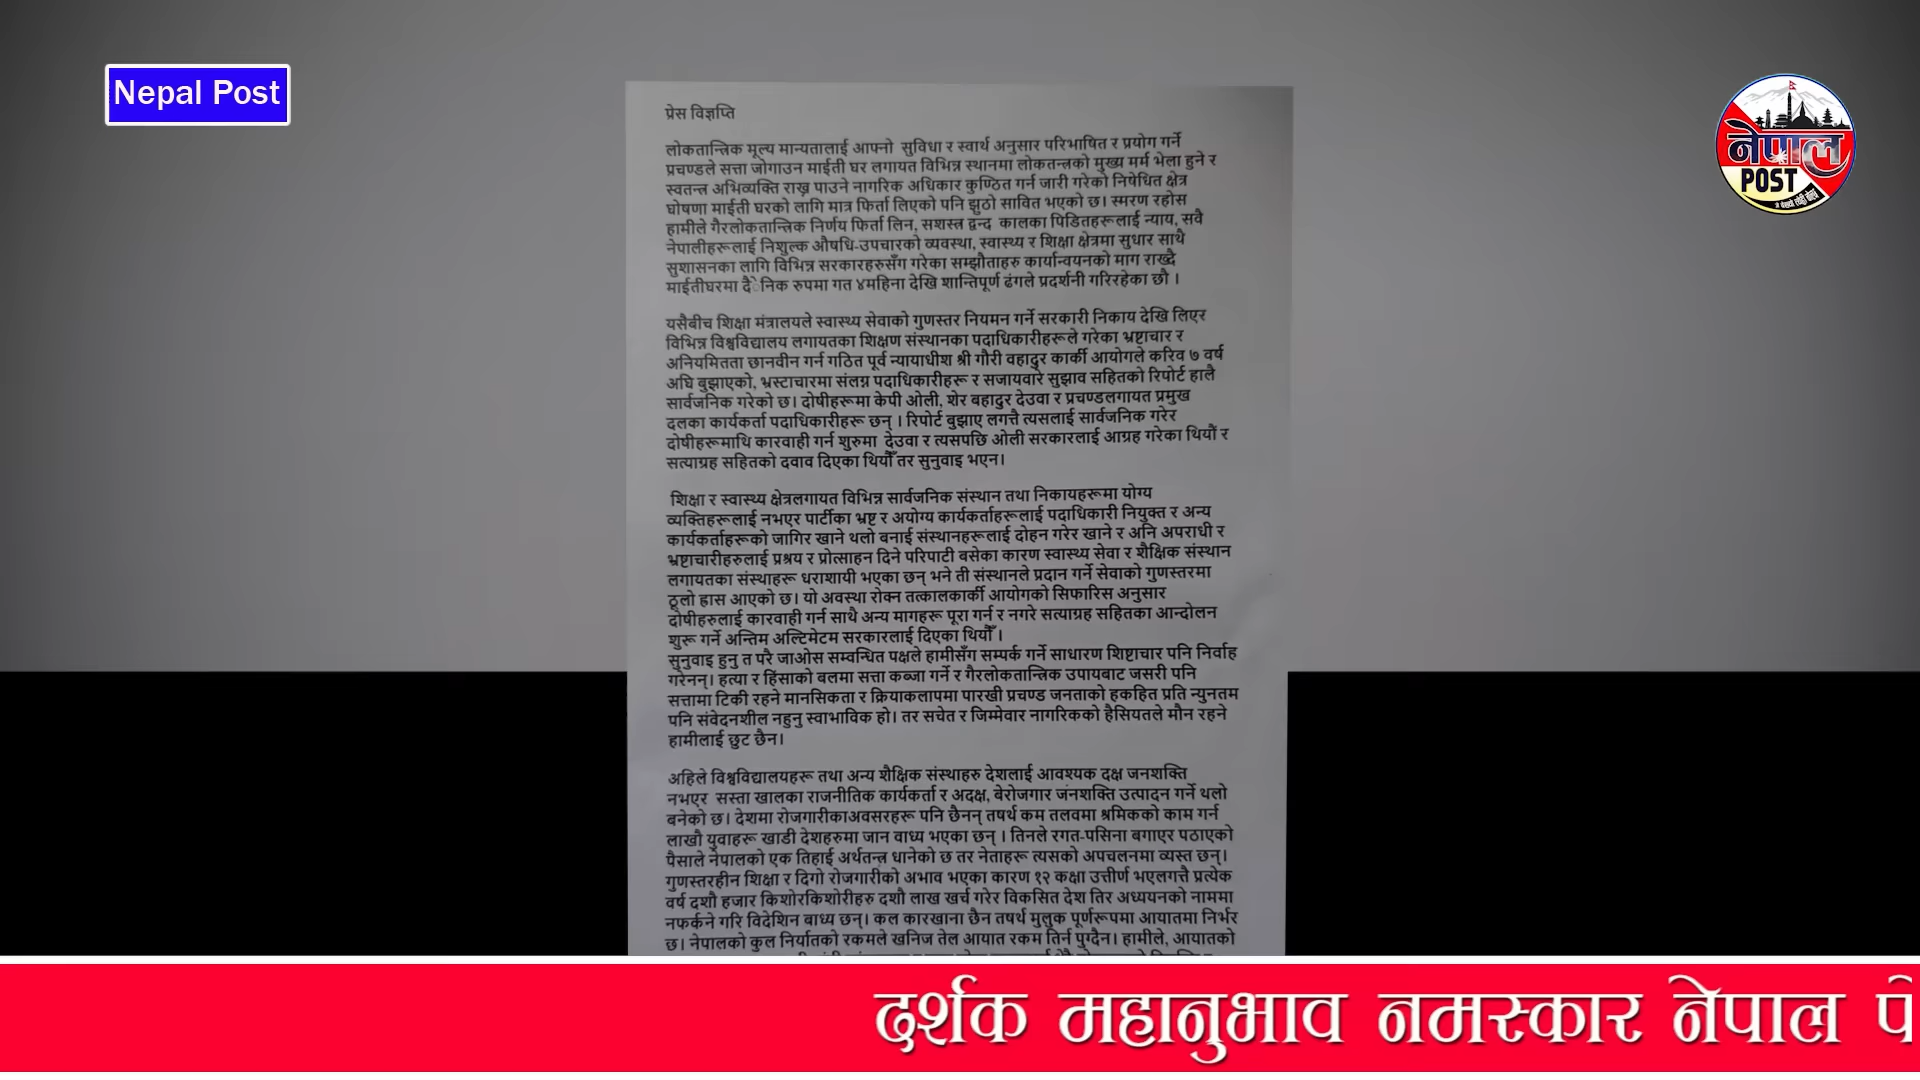 Nepal Post
नेपाल
POST
प्रेस विज्ञप्ति
लोकतान्त्रिक मूल्य मान्यतालाई आफ्नो सुविधा र स्वार्थ अनुसार परिभाषित र प्रयोग गर्ने
प्रचण्डले सत्ता जोगाउन माईती घर लगायत विभिन्न स्थानमा लोकतन्त्रको मुख्य मर्म भेला हुने र
स्वतन्त्र अभिव्यक्ति राख्न पाउने नागरिक अधिकार कुण्ठित गर्न जारी गरेको निषेधित क्षेत्र
घोषणा माईती घरको लागि मात्र फिर्ता लिएको पनि झुठो सावित भएको छ। स्मरण रहोस
हामीले गैरलोकतान्त्रिक निर्णय फिर्ता लिन, सशस्त्र द्वन्द कालका पिडितहरूलाई न्याय, सवै
नेपालीहरूलाई निशुल्क औषधि-उपचारको व्यवस्था, स्वास्थ्य र शिक्षा क्षेत्रमा सुधार साथै
सुशासनका लागि विभिन्न सरकारहरुसँग गरेका सम्झौताहरु कार्यान्वयनको माग राख्दै
माईतीघरमा दैेनिक रुपमा गत ४महिना देखि शान्तिपूर्ण ढंगले प्रदर्शनी गरिरहेका छौ ।
यसैबीच शिक्षा मंत्रालयले स्वास्थ्य सेवाको गुणस्तर नियमन गर्ने सरकारी निकाय देखि लिएर
विभिन्न विश्वविद्यालय लगायतका शिक्षण संस्थानका पदाधिकारीहरूले गरेका भ्रष्टाचार र
अनियमितता छानवीन गर्न गठित पूर्व न्यायाधीश श्री गौरी वहादुर कार्की आयोगले करिव ७ वर्ष
अघि बुझाएको, भ्रस्टाचारमा संलग्न पदाधिकारीहरू र सजायवारे सुझाव सहितको रिपोर्ट हालै
सार्वजनिक गरेको छ। दोषीहरूमा केपी ओली, शेर बहादुर देउवा र प्रचण्डलगायत प्रमुख
दलका कार्यकर्ता पदाधिकारीहरू छन् । रिपोर्ट बुझाए लगत्तै त्यसलाई सार्वजनिक गरेर
दोषीहरूमाथि कारवाही गर्न शुरुमा देउवा र त्यसपछि ओली सरकारलाई आग्रह गरेका थियौं र
सत्याग्रह सहितको दवाव दिएका थियौँ तर सुनुवाइ भएन।
शिक्षा र स्वास्थ्य क्षेत्रलगायत विभिन्न सार्वजनिक संस्थान तथा निकायहरूमा योग्य
व्यक्तिहरूलाई नभएर पार्टीका भ्रष्ट र अयोग्य कार्यकर्ताहरूलाई पदाधिकारी नियुक्त र अन्य
कार्यकर्ताहरूको जागिर खाने थलो बनाई संस्थानहरूलाई दोहन गरेर खाने र अनि अपराधी र
भ्रष्टाचारीहरुलाई प्रश्रय र प्रोत्साहन दिने परिपाटी बसेका कारण स्वास्थ्य सेवा र शैक्षिक संस्थान
लगायतका संस्थाहरू धराशायी भएका छन् भने ती संस्थानले प्रदान गर्ने सेवाको गुणस्तरमा
ठूलो ह्रास आएको छ। यो अवस्था रोक्न तत्कालकार्की आयोगको सिफारिस अनुसार
दोषीहरुलाई कारवाही गर्न साथै अन्य मागहरू पूरा गर्न र नगरे सत्याग्रह सहितका आन्दोलन
शुरू गर्ने अन्तिम अल्टिमेटम सरकारलाई दिएका थियौँ ।
सुनुवाइ हुनु त परै जाओस सम्वन्धित पक्षले हामीसँग सम्पर्क गर्ने साधारण शिष्टाचार पनि निर्वाह
गरेनन्। हत्या र हिंसाको बलमा सत्ता कब्जा गर्ने र गैरलोकतान्त्रिक उपायबाट जसरी पनि
सत्तामा टिकी रहने मानसिकता र क्रियाकलापमा पारखी प्रचण्ड जनताको हकहित प्रति न्युनतम
पनि संवेदनशील नहुनु स्वाभाविक हो। तर सचेत र जिम्मेवार नागरिकको हैसियतले मौन रहने
हामीलाई छुट छैन।
अहिले विश्वविद्यालयहरू तथा अन्य शैक्षिक संस्थाहरु देशलाई आवश्यक दक्ष जनशक्ति
नभएर सस्ता खालका राजनीतिक कार्यकर्ता र अदक्ष, बेरोजगार जनशक्ति उत्पादन गर्ने थलो
बनेको छ। देशमा रोजगारीकाअवसरहरू पनि छैनन् तषर्थ कम तलवमा श्रमिकको काम गर्न
लाखौ युवाहरू खाडी देशहरुमा जान वाध्य भएका छन् । तिनले रगत-पसिना बगाएर पठाएको
पैसाले नेपालको एक तिहाई अर्थतन्त्र धानेको छ तर नेताहरू त्यसको अपचलनमा व्यस्त छन्।
गुणस्तरहीन शिक्षा र दिगो रोजगारीको अभाव भएका कारण १२ कक्षा उत्तीर्ण भएलगत्तै प्रत्येक
वर्ष दशौ हजार किशोरकिशोरीहरु दशौ लाख खर्च गरेर विकसित देश तिर अध्ययनको नाममा
नफर्कने गरि विदेशिन बाध्य छन्। कल कारखाना छैन तषर्थ मुलुक पूर्णरूपमा आयातमा निर्भर
छ। नेपालको कुल निर्यातको रकमले खनिज तेल आयात रकम तिर्न पुग्दैन। हामीले, आयातको
दर्शक महानुभाव नमस्कार नेपाल पो